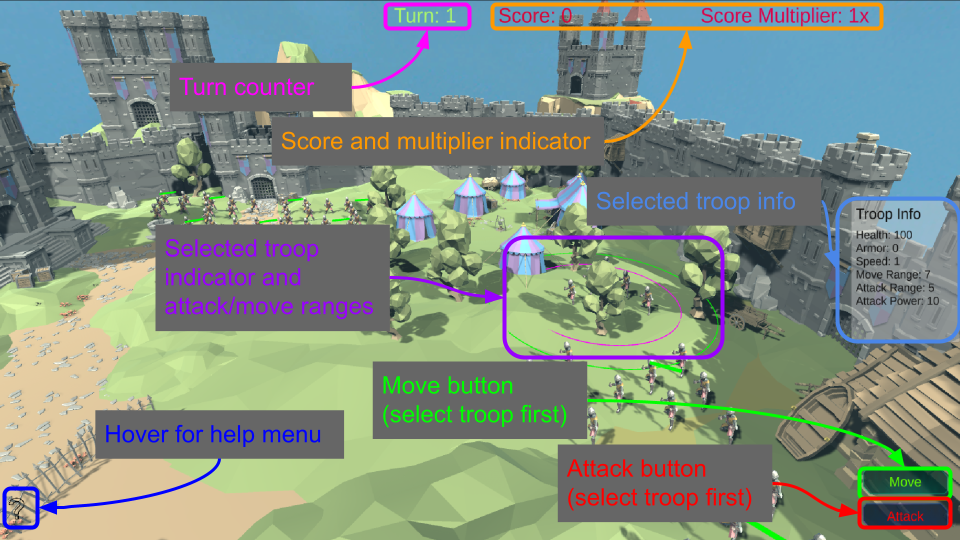 Turn: 1
Score: 0
Score Multiplier: 1x
Turn counter
Score and multiplier indicator
Selected troop info
Troop Info
Health: 100
Armor: 0
Speed: 1
Move Range: 7
Attack Range: 5
Attack Power: 10
Selected troop
indicator and
attack/move ranges
Move button
(select troop first)
Hover for help menu
Attack button
(select troop first)
Move
Attack
?